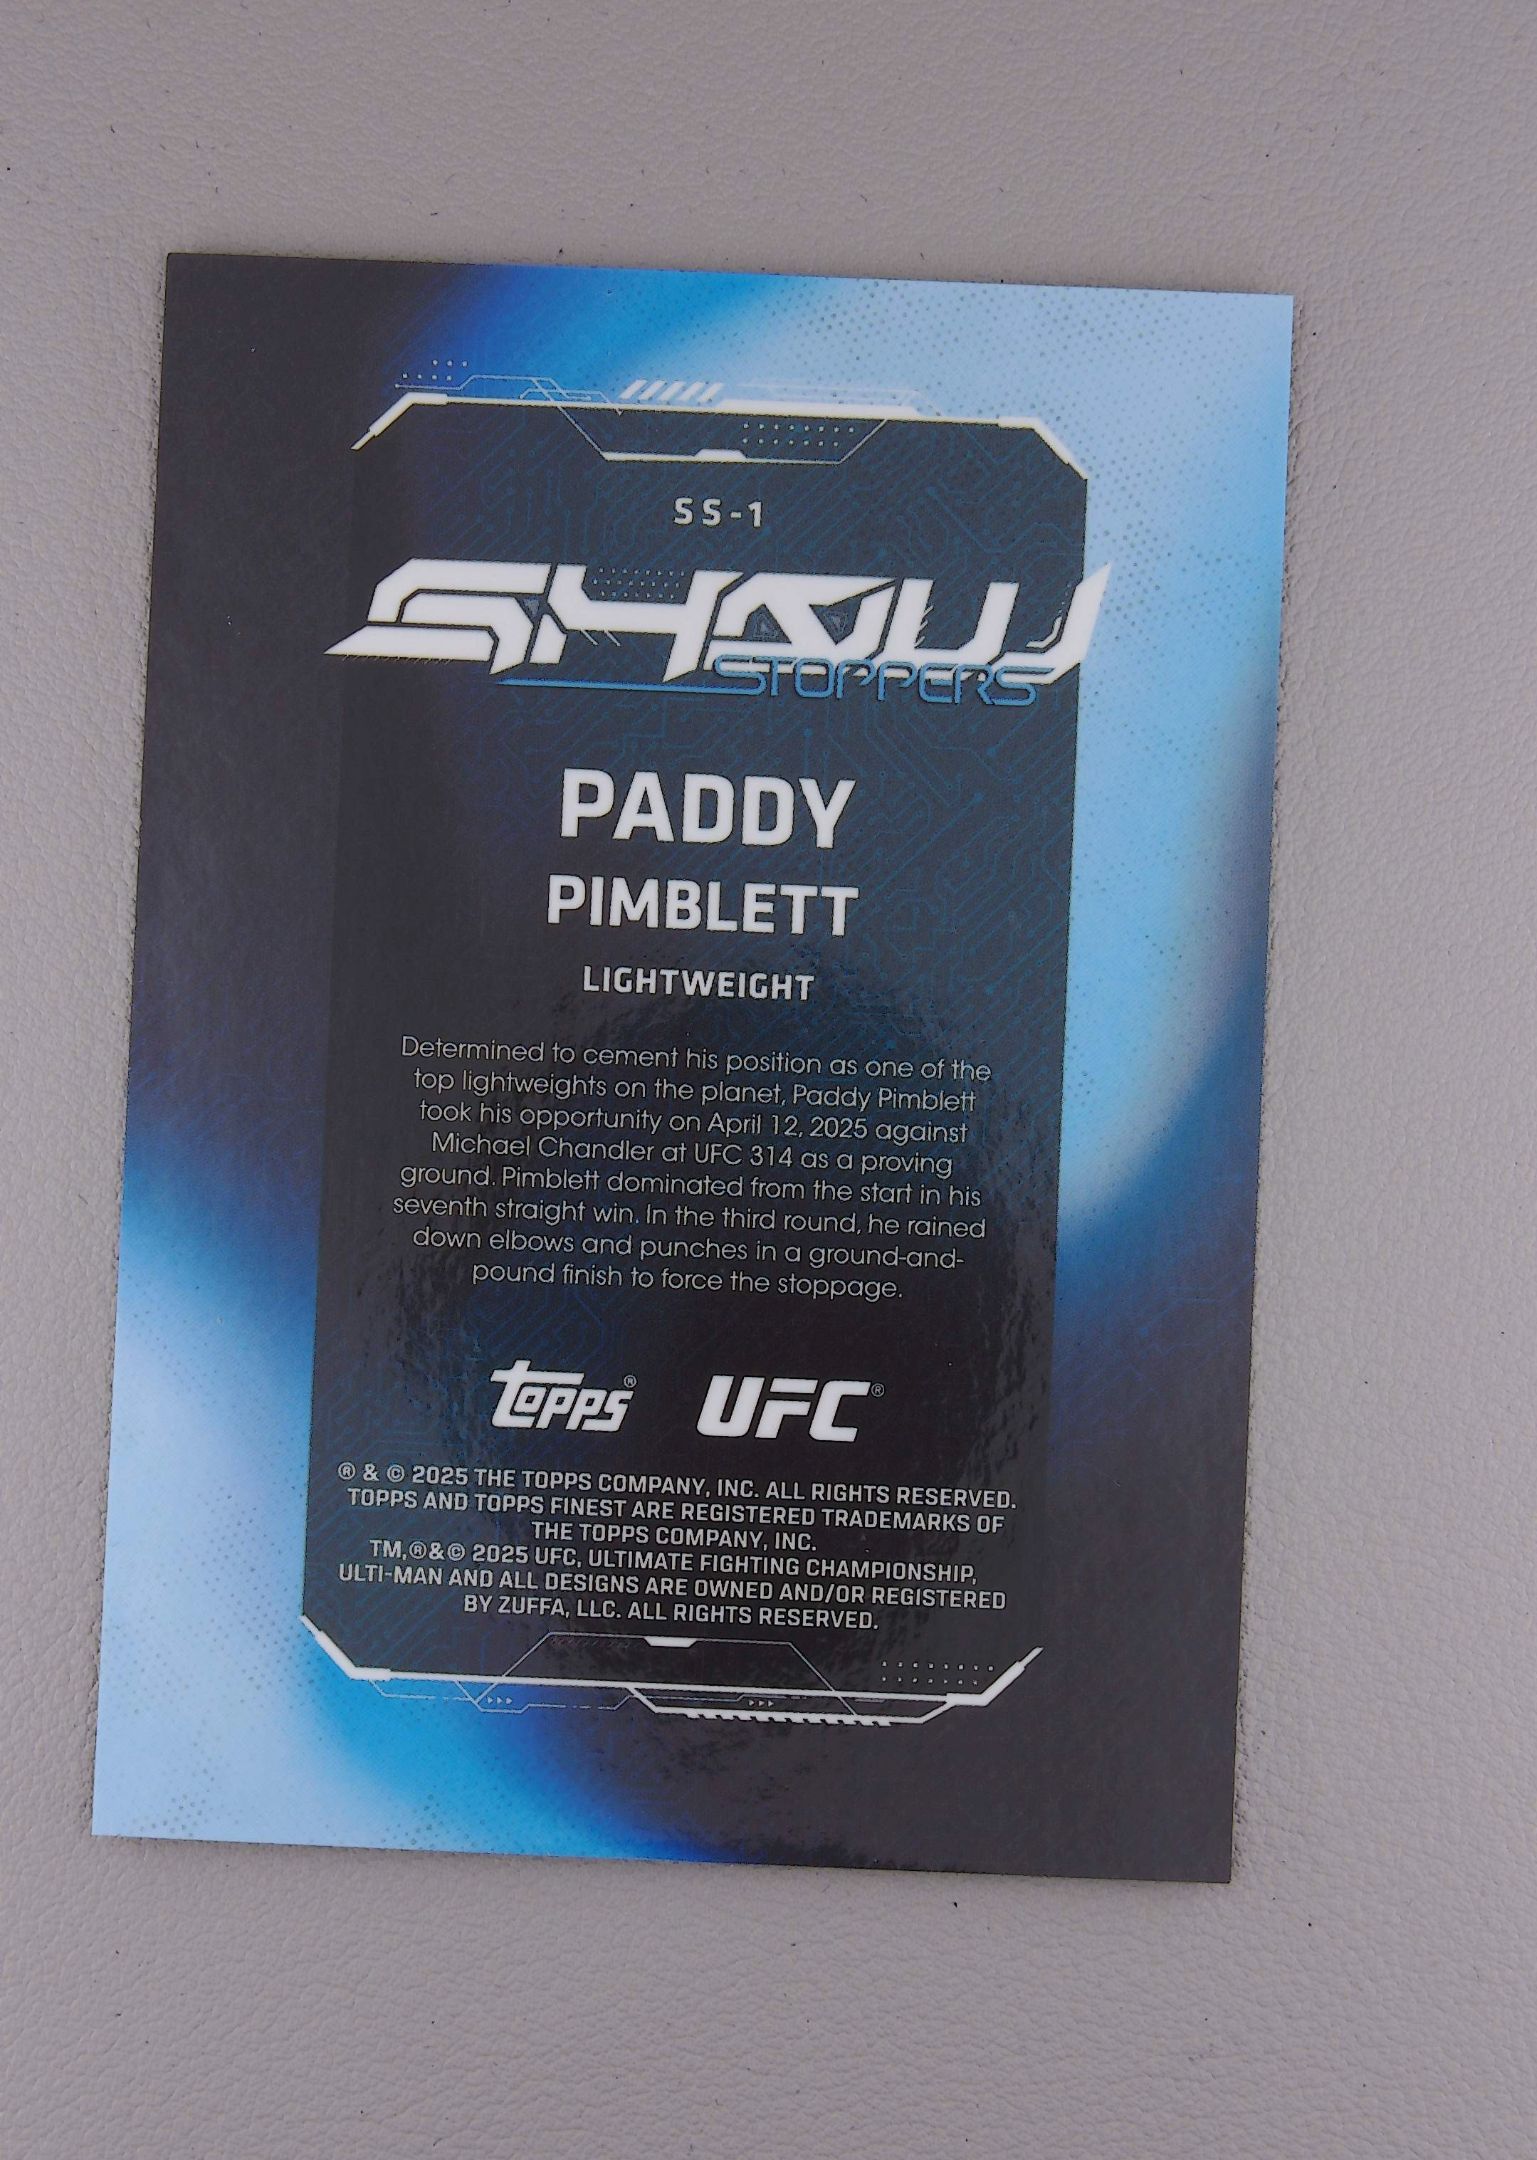 SS-1
SHOW
STOPPERS
PADDY
PIMBLETT
LIGHTWEIGHT
Determined to cement his position as one of the
top lightweights on the planet, Paddy Pimblett
took his opportunity on April 12, 2025 against
Michael Chandler at UFC 314 as a proving
ground. Pimblett dominated from the start in his
seventh straight win. In the third round, he rained
down elbows and punches in a ground-and-
pound finish to force the stoppage.
topps® UFC®
® & © 2025 THE TOPPS COMPANY, INC. ALL RIGHTS RESERVED.
TOPPS AND TOPPS FINEST ARE REGISTERED TRADEMARKS OF
THE TOPPS COMPANY, INC.
TM,®&© 2025 UFC, ULTIMATE FIGHTING CHAMPIONSHIP,
ULTI-MAN AND ALL DESIGNS ARE OWNED AND/OR REGISTERED
BY ZUFFA, LLC. ALL RIGHTS RESERVED.